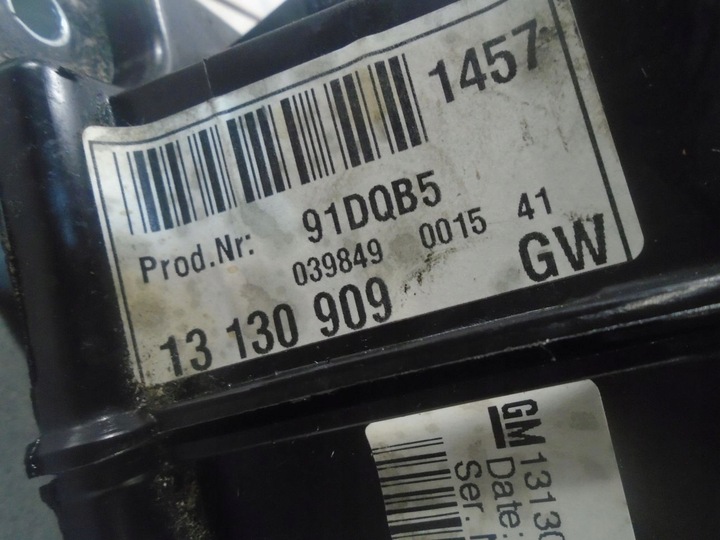 1457
Prod.Nr: 91DQB5
039849 0015 41
13 130 909 GW
GM 1313
Date:
Ser.